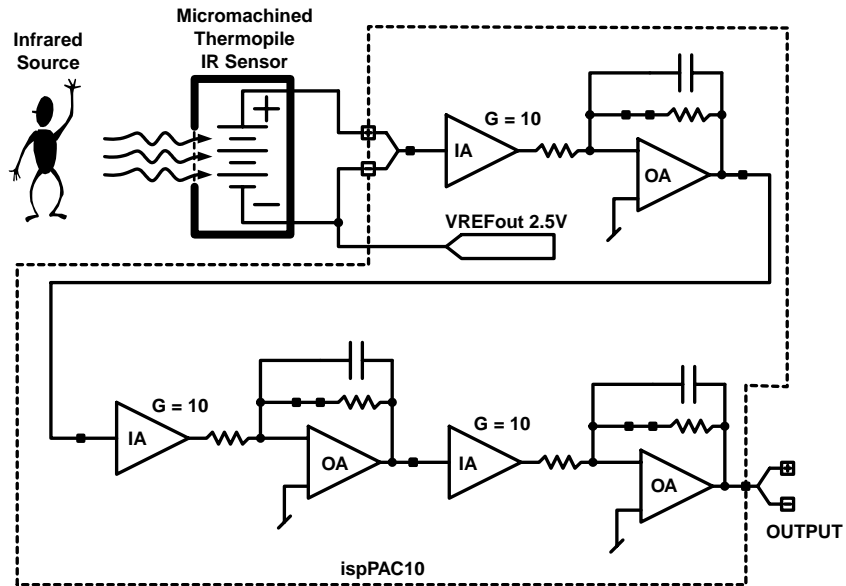 Infrared
Source
Micromachined
Thermopile
IR Sensor
+
−
+
−
IA
G = 10
OA
VREFout 2.5V
IA
G = 10
OA
IA
G = 10
OA
+
−
OUTPUT
ispPAC10